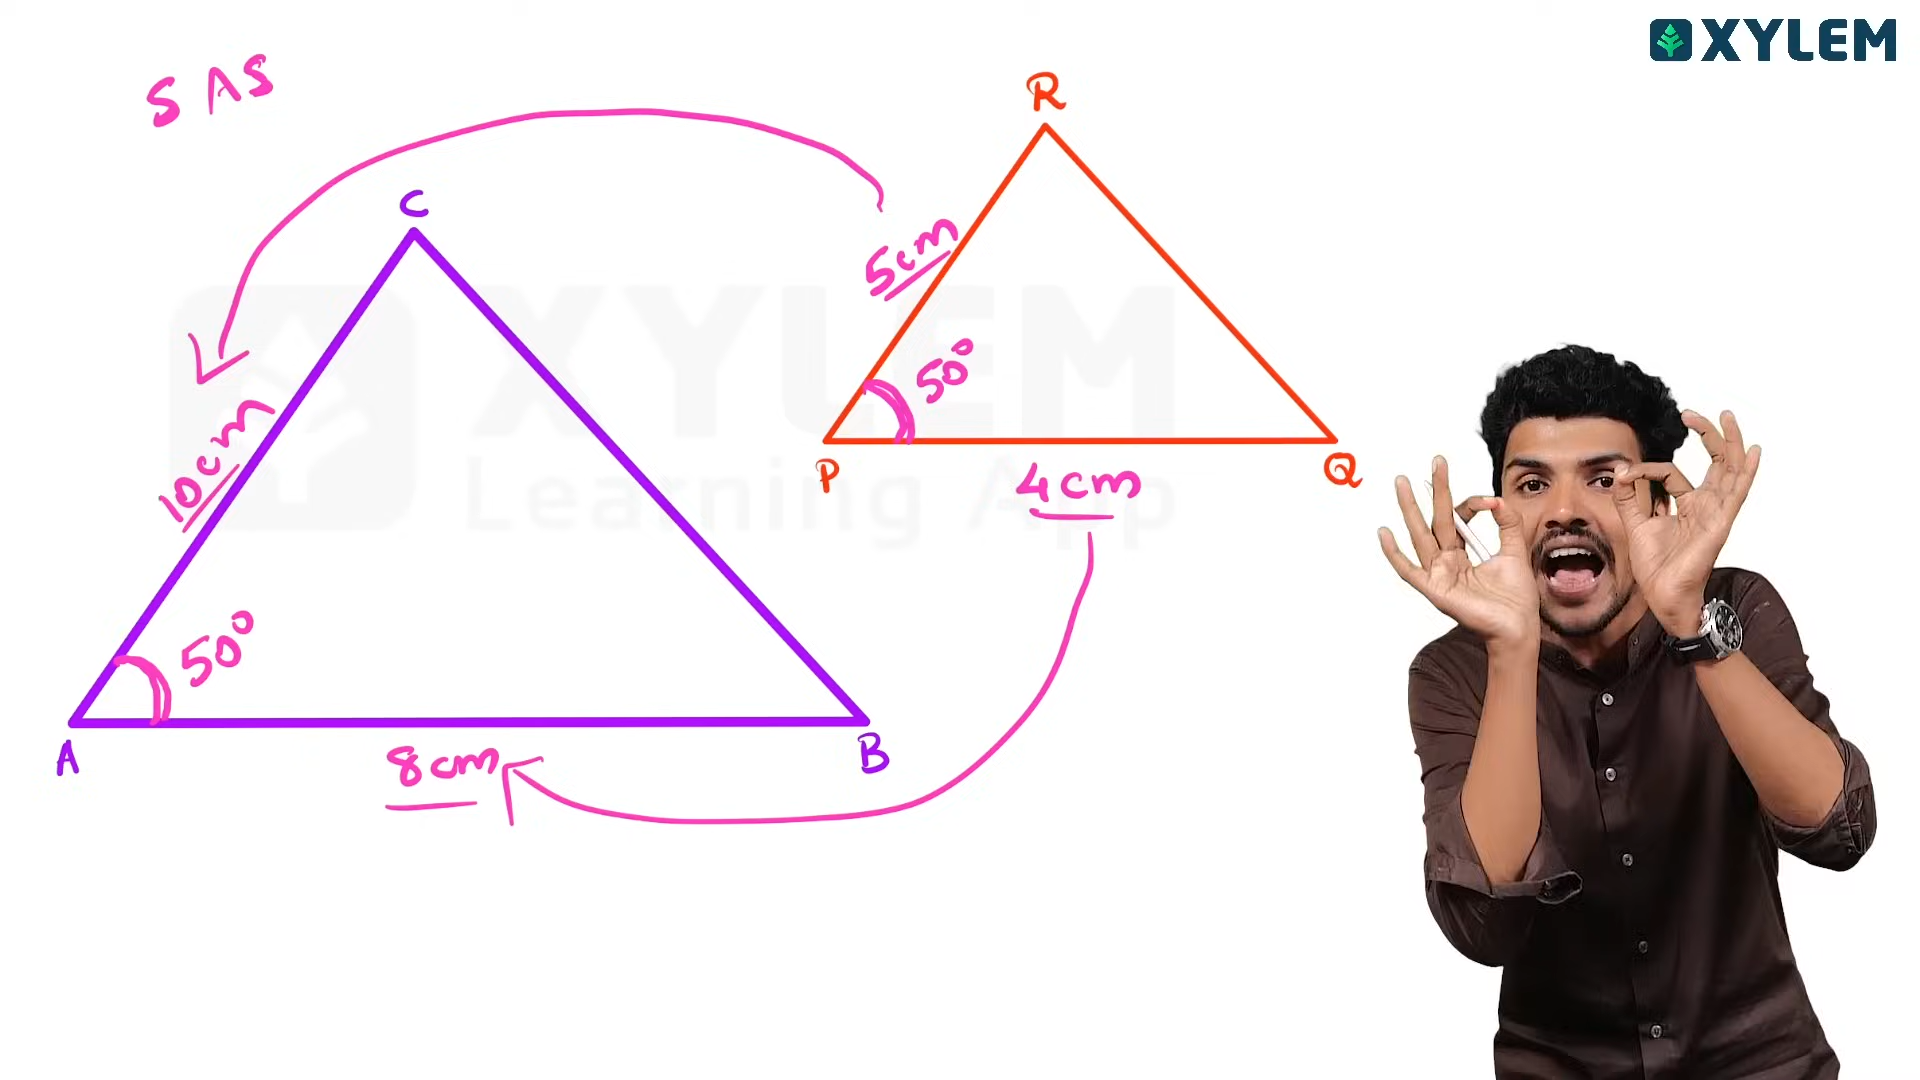 XYLEM
SAS
R
C
5cm
50°
10cm
P
4cm
Q
XYLEM
Learning App
50°
A
8cm
B